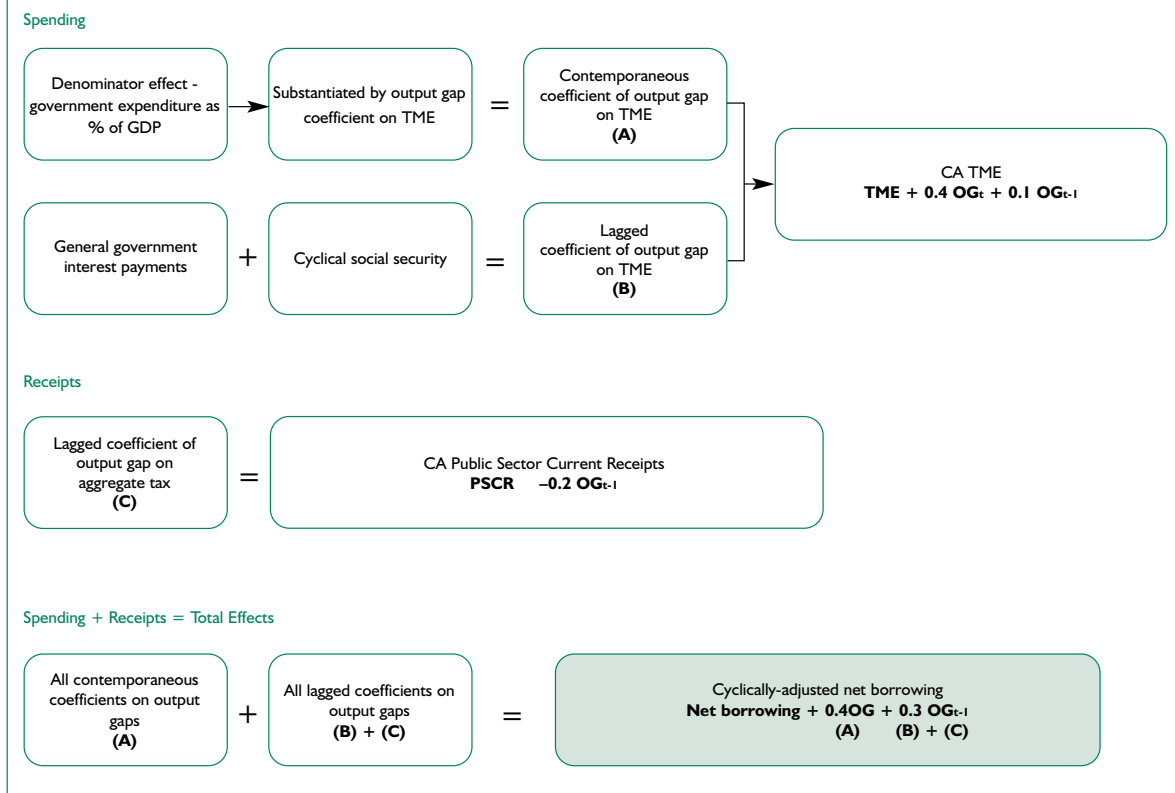 Spending
Denominator effect -
government expenditure as
% of GDP
Substantiated by output gap
coefficient on TME
=
Contemporaneous
coefficient of output gap
on TME
(A)
CA TME
TME + 0.4 OGt + 0.1 OGt-1
General government
interest payments
+
Cyclical social security
=
Lagged
coefficient of output gap
on TME
(B)
Receipts
Lagged coefficient of
output gap on
aggregate tax
(C)
=
CA Public Sector Current Receipts
PSCR –0.2 OGt-1
Spending + Receipts = Total Effects
All contemporaneous
coefficients on output
gaps
(A)
+
All lagged coefficients on
output gaps
(B) + (C)
=
Cyclically-adjusted net borrowing
Net borrowing + 0.4OG + 0.3 OGt-1
(A) (B) + (C)